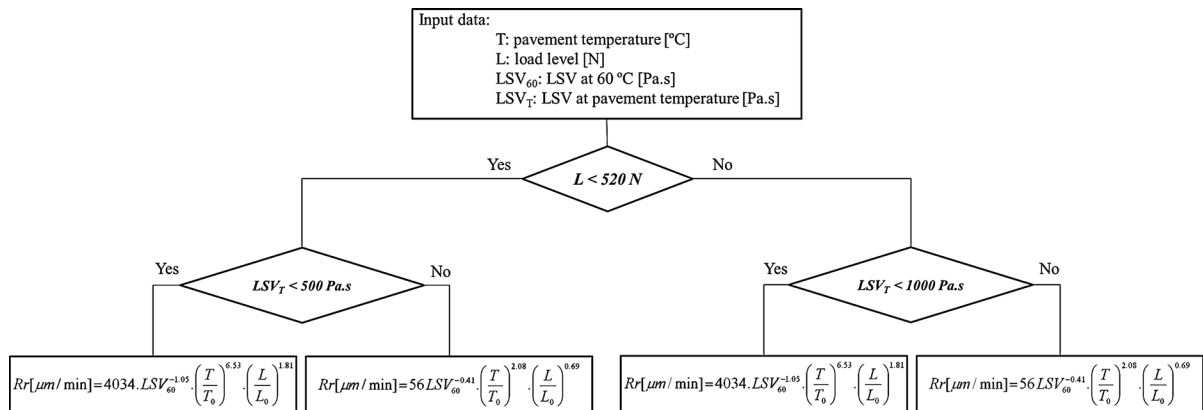 Input data:
T: pavement temperature [ºC]
L: load level [N]
LSV₆₀: LSV at 60 ºC [Pa.s]
LSV_T: LSV at pavement temperature [Pa.s]
Yes
No
L < 520 N
Yes
No
LSV_T < 500 Pa.s
Yes
No
LSV_T < 1000 Pa.s
Rr[μm/min]=4034.LSV₆₀^-1.05.(T/T₀)^6.53.(L/L₀)^1.81
Rr[μm/min]=56LSV₆₀^-0.41.(T/T₀)^2.08.(L/L₀)^0.69
Rr[μm/min]=4034.LSV₆₀^-1.05.(T/T₀)^6.53.(L/L₀)^1.81
Rr[μm/min]=56LSV₆₀^-0.41.(T/T₀)^2.08.(L/L₀)^0.69